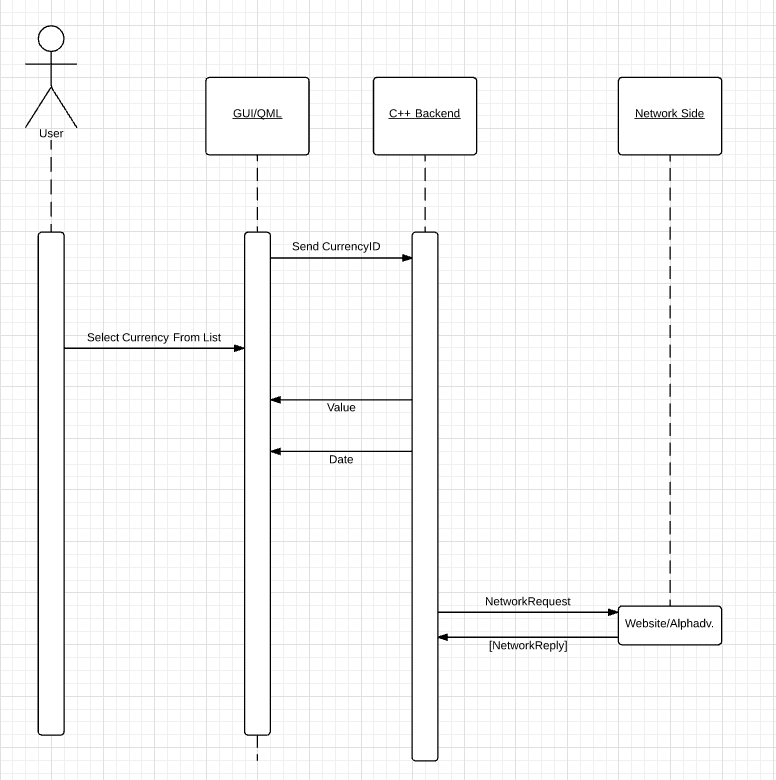 User
GUI/QML
C++ Backend
Network Side
Send CurrencyID
Select Currency From List
Value
Date
NetworkRequest
Website/Alphadv.
[NetworkReply]